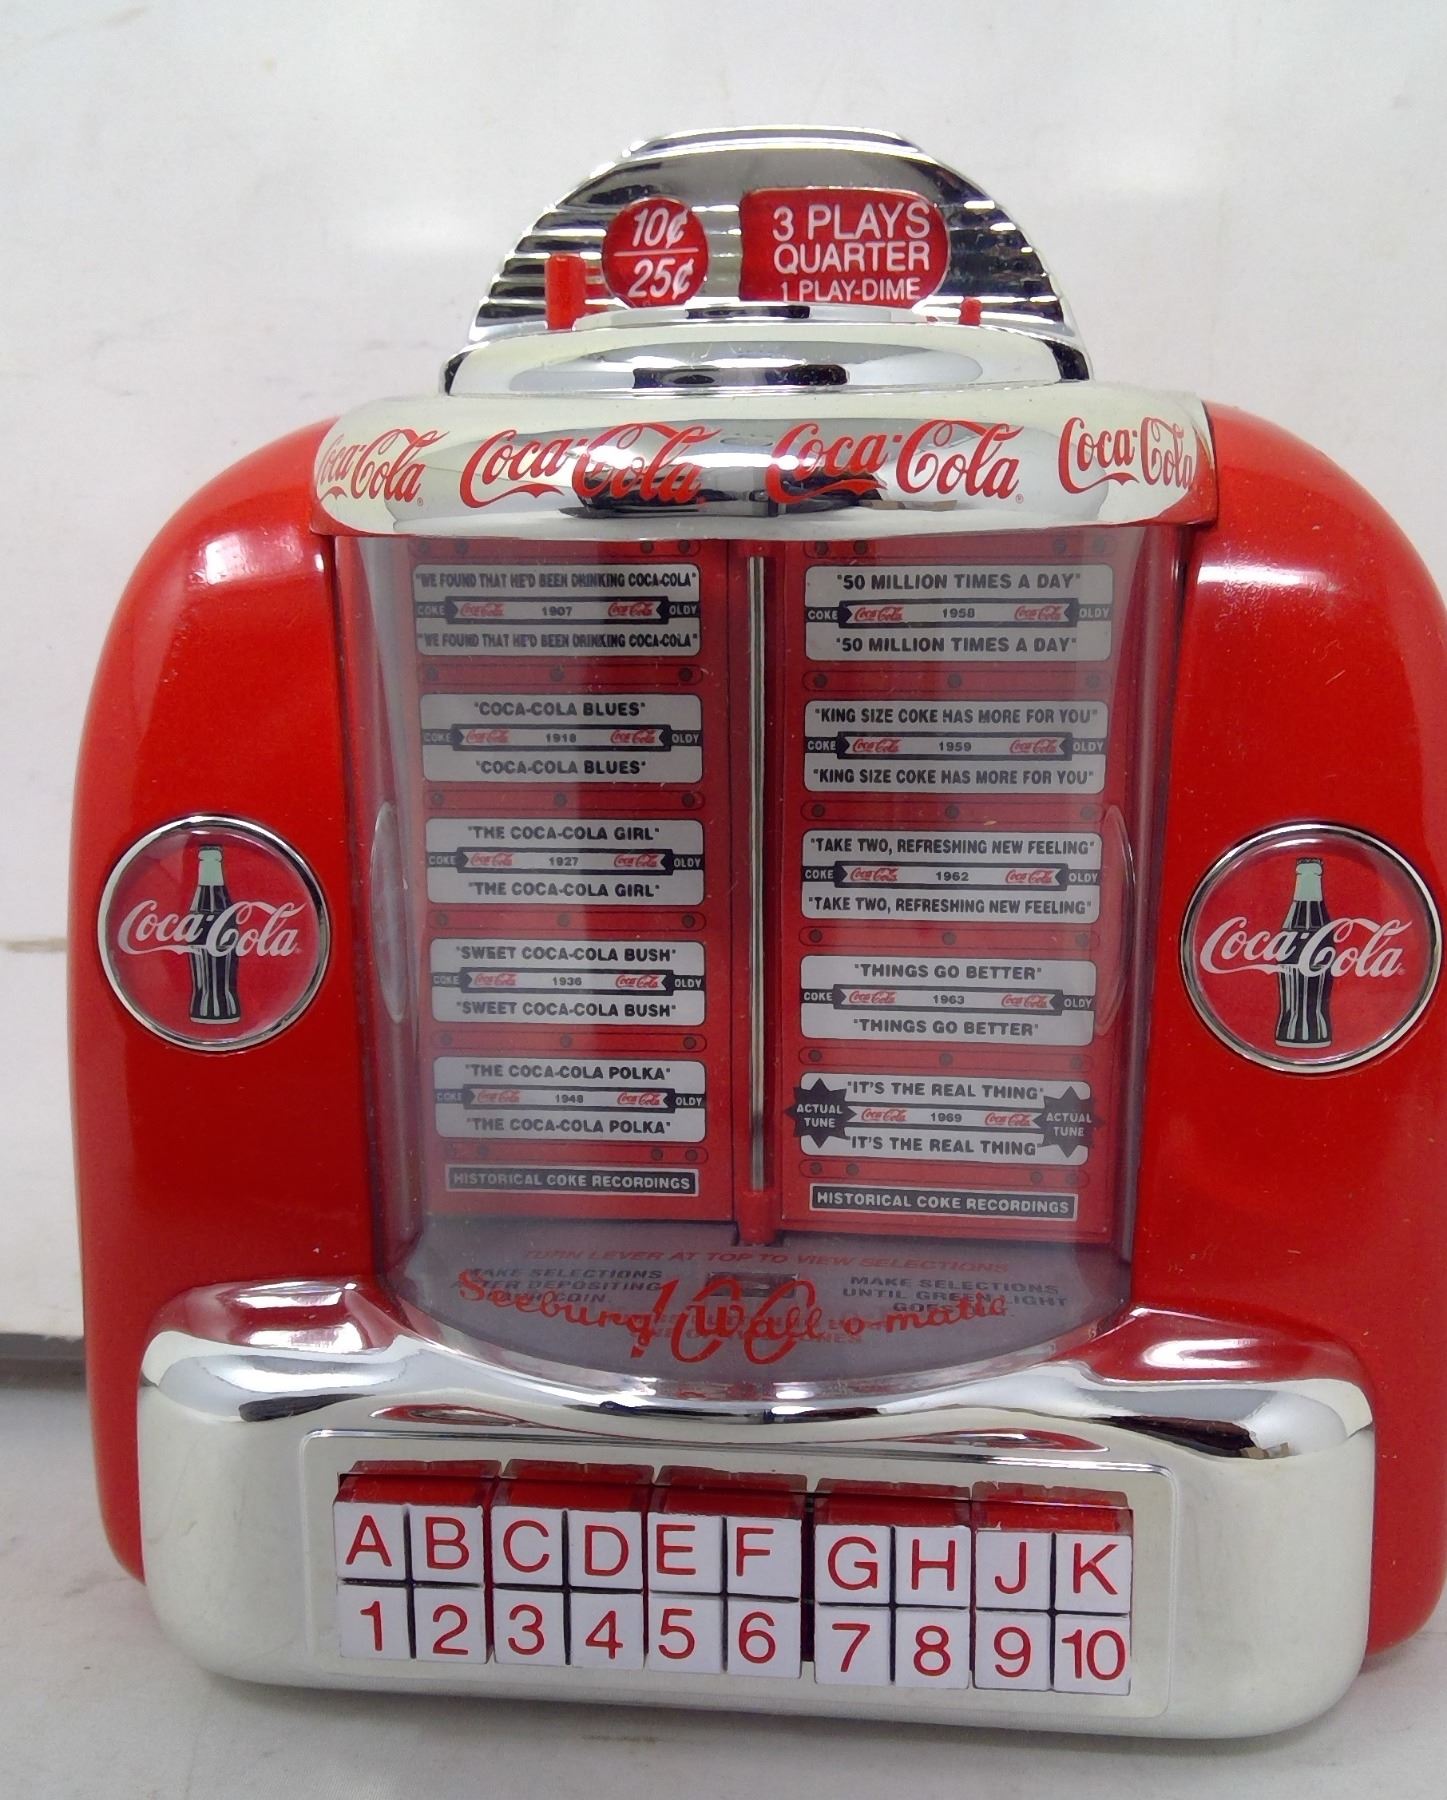 10¢
25¢
3 PLAYS
QUARTER
1 PLAY-DIME
Coca-Cola Coca-Cola Coca-Cola Coca-Cola
"WE FOUND THAT HE'D BEEN DRINKING COCA-COLA"
COKE Coca-Cola 1907 Coca-Cola OLDY
"WE FOUND THAT HE'D BEEN DRINKING COCA-COLA"
"COCA-COLA BLUES"
COKE Coca-Cola 1918 Coca-Cola OLDY
"COCA-COLA BLUES"
"THE COCA-COLA GIRL"
COKE Coca-Cola 1927 Coca-Cola OLDY
"THE COCA-COLA GIRL"
"SWEET COCA-COLA BUSH"
COKE Coca-Cola 1936 Coca-Cola OLDY
"SWEET COCA-COLA BUSH"
"THE COCA-COLA POLKA"
COKE Coca-Cola 1948 Coca-Cola OLDY
"THE COCA-COLA POLKA"
HISTORICAL COKE RECORDINGS
"50 MILLION TIMES A DAY"
COKE Coca-Cola 1958 Coca-Cola OLDY
"50 MILLION TIMES A DAY"
"KING SIZE COKE HAS MORE FOR YOU"
COKE Coca-Cola 1959 Coca-Cola OLDY
"KING SIZE COKE HAS MORE FOR YOU"
"TAKE TWO, REFRESHING NEW FEELING"
COKE Coca-Cola 1962 Coca-Cola OLDY
"TAKE TWO, REFRESHING NEW FEELING"
"THINGS GO BETTER"
COKE Coca-Cola 1963 Coca-Cola OLDY
"THINGS GO BETTER"
"IT'S THE REAL THING"
ACTUAL TUNE Coca-Cola 1969 Coca-Cola ACTUAL TUNE
"IT'S THE REAL THING"
HISTORICAL COKE RECORDINGS
Coca-Cola
Coca-Cola
TURN LEVER AT TOP TO VIEW SELECTIONS
MAKE SELECTIONS
AFTER DEPOSITING
COIN
MAKE SELECTIONS
UNTIL GREEN LIGHT
GOES
Seeburg Wall-o-matic
100
A B C D E F G H J K
1 2 3 4 5 6 7 8 9 10